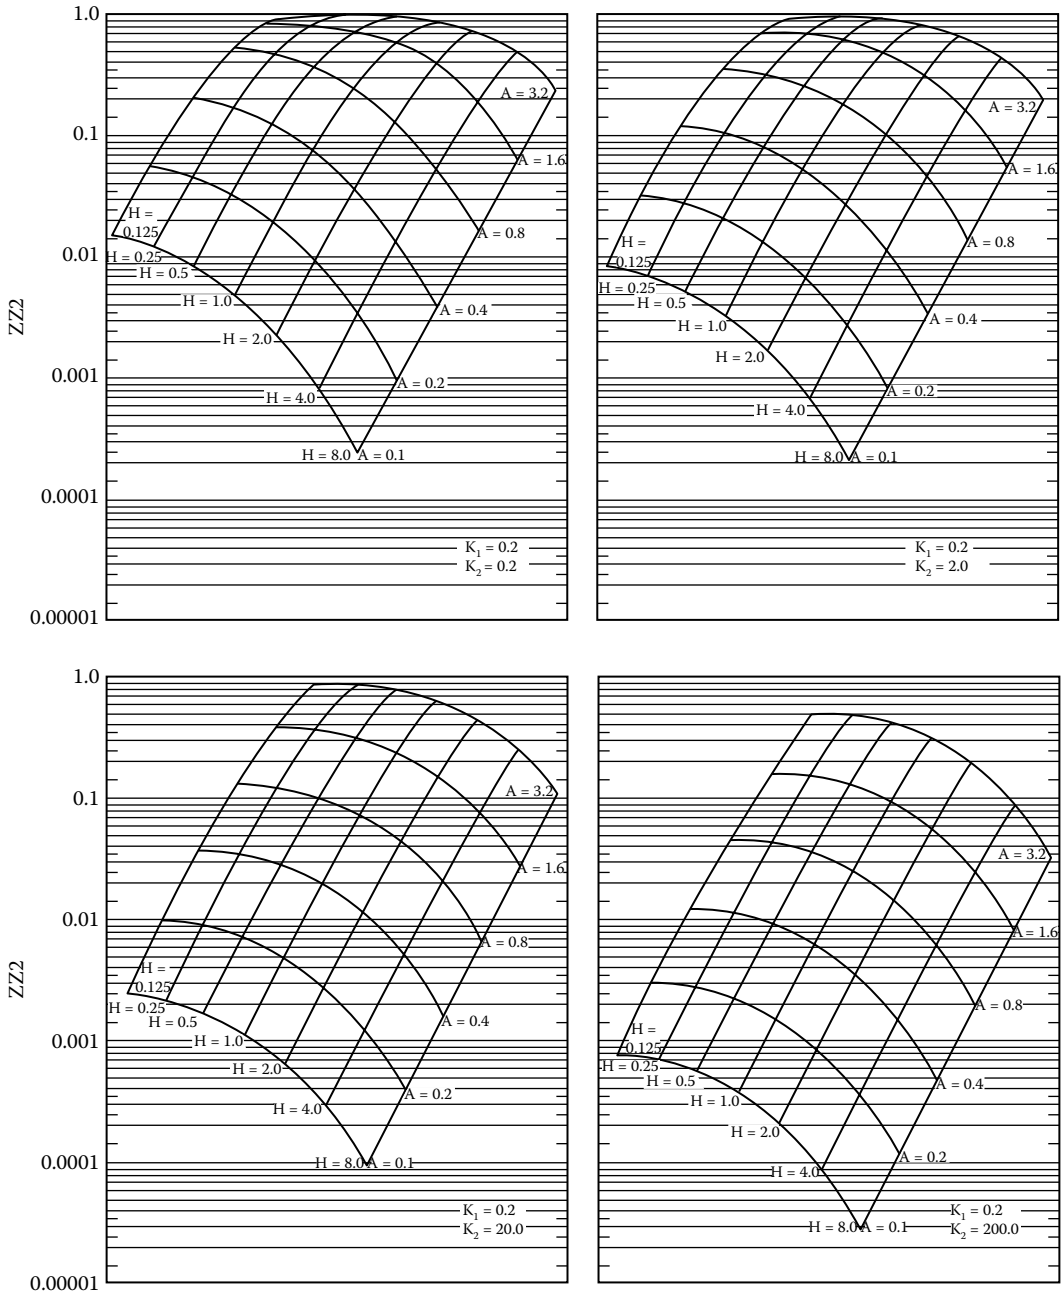 1.0
0.1
0.01
0.001
0.0001
0.00001
ZZ2
A = 3.2
A = 1.6
A = 0.8
A = 0.4
A = 0.2
H =
0.125
H = 0.25
H = 0.5
H = 1.0
H = 2.0
H = 4.0
H = 8.0 A = 0.1
K1 = 0.2
K2 = 0.2
A = 3.2
A = 1.6
A = 0.8
A = 0.4
A = 0.2
H =
0.125
H = 0.25
H = 0.5
H = 1.0
H = 2.0
H = 4.0
H = 8.0 A = 0.1
K1 = 0.2
K2 = 2.0
1.0
0.1
0.01
0.001
0.0001
0.00001
ZZ2
A = 3.2
A = 1.6
A = 0.8
A = 0.4
A = 0.2
H =
0.125
H = 0.25
H = 0.5
H = 1.0
H = 2.0
H = 4.0
H = 8.0 A = 0.1
K1 = 0.2
K2 = 20.0
A = 3.2
A = 1.6
A = 0.8
A = 0.4
A = 0.2
H =
0.125
H = 0.25
H = 0.5
H = 1.0
H = 2.0
H = 4.0
H = 8.0 A = 0.1
K1 = 0.2
K2 = 200.0